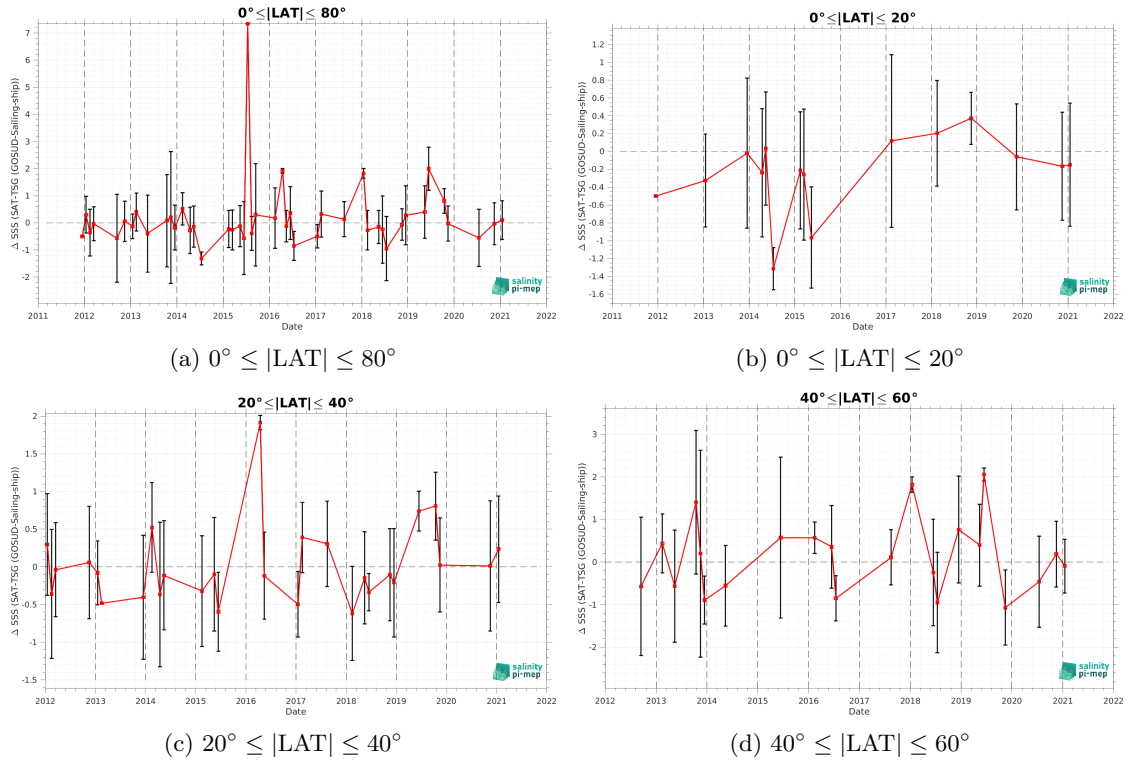 0°≤|LAT|≤ 80°
Δ SSS (SAT-TSG (GOSUD-Sailing-ship))
7
6
5
4
3
2
1
0
-1
-2
2011 2012 2013 2014 2015 2016 2017 2018 2019 2020 2021 2022
Date
salinity
pi-mep
(a) 0° ≤ |LAT| ≤ 80°
0°≤|LAT|≤ 20°
Δ SSS (SAT-TSG (GOSUD-Sailing-ship))
1.2
1
0.8
0.6
0.4
0.2
0
-0.2
-0.4
-0.6
-0.8
-1
-1.2
-1.4
-1.6
2012 2013 2014 2015 2016 2017 2018 2019 2020 2021 2022
Date
salinity
pi-mep
(b) 0° ≤ |LAT| ≤ 20°
20°≤|LAT|≤ 40°
Δ SSS (SAT-TSG (GOSUD-Sailing-ship))
2
1.5
1
0.5
0
-0.5
-1
-1.5
2012 2013 2014 2015 2016 2017 2018 2019 2020 2021 2022
Date
salinity
pi-mep
(c) 20° ≤ |LAT| ≤ 40°
40°≤|LAT|≤ 60°
Δ SSS (SAT-TSG (GOSUD-Sailing-ship))
3
2
1
0
-1
-2
2012 2013 2014 2015 2016 2017 2018 2019 2020 2021 2022
Date
salinity
pi-mep
(d) 40° ≤ |LAT| ≤ 60°